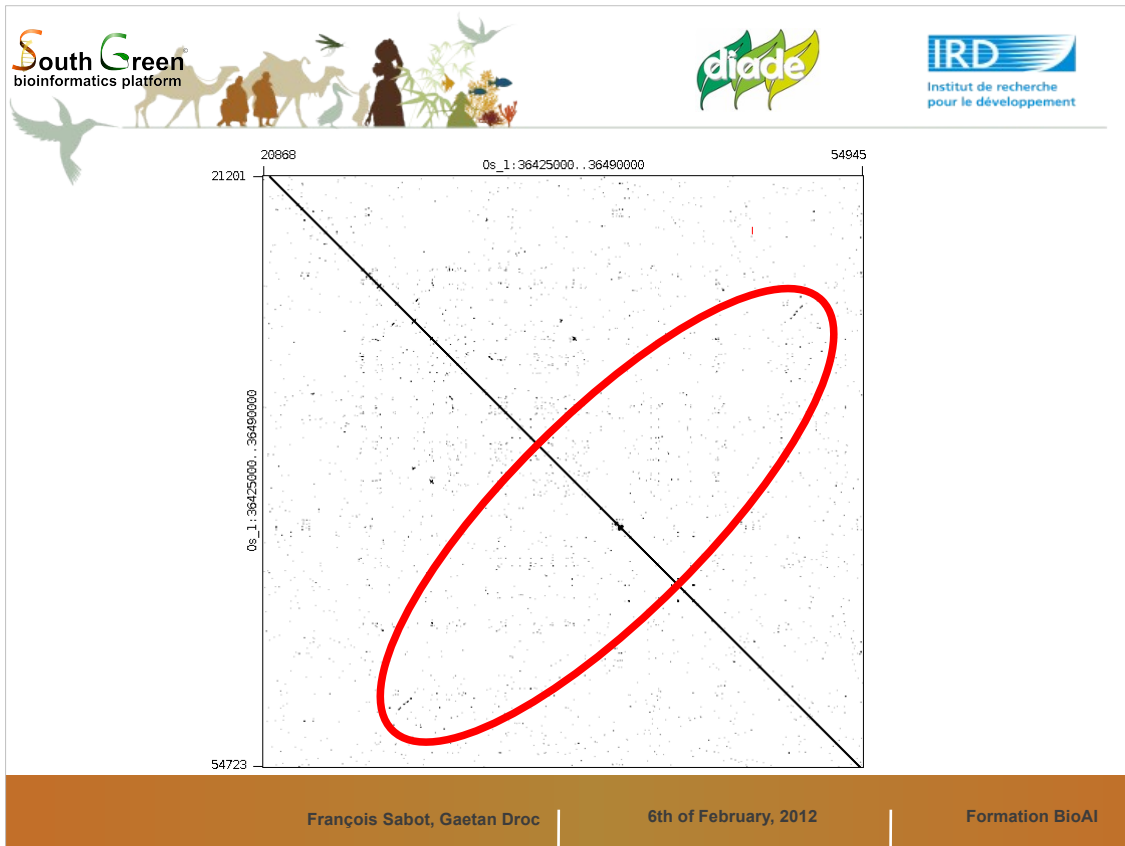 South Green
©
bioinformatics platform
diade
IRD
Institut de recherche
pour le développement
20868
54945
Os_1:36425000..36490000
21201
Os_1:36425000..36490000
54723
François Sabot, Gaetan Droc
6th of February, 2012
Formation BioAI